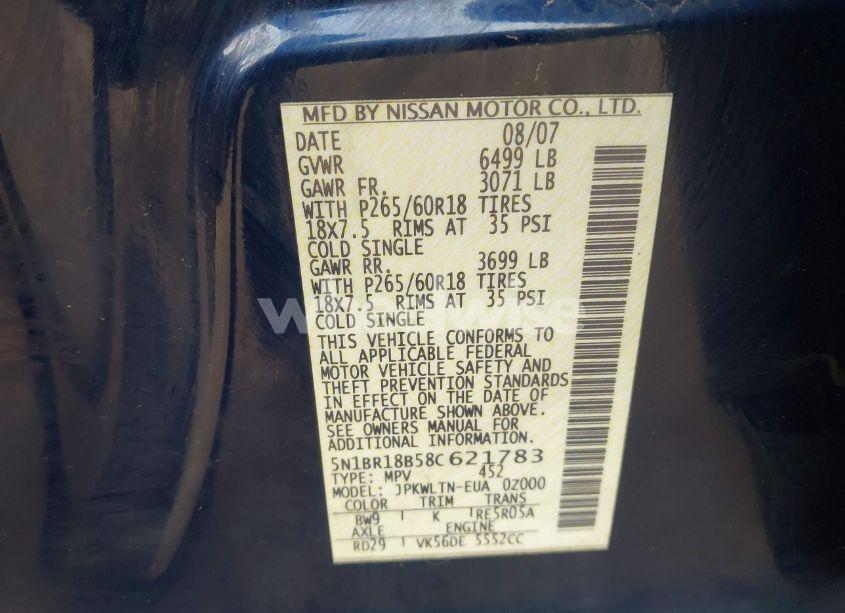 MFD BY NISSAN MOTOR CO., LTD.
DATE 08/07
GVWR 6499 LB
GAWR FR. 3071 LB
WITH P265/60R18 TIRES
18X7.5 RIMS AT 35 PSI
COLD SINGLE
GAWR RR. 3699 LB
WITH P265/60R18 TIRES
18X7.5 RIMS AT 35 PSI
COLD SINGLE
THIS VEHICLE CONFORMS TO
ALL APPLICABLE FEDERAL
MOTOR VEHICLE SAFETY AND
THEFT PREVENTION STANDARDS
IN EFFECT ON THE DATE OF
MANUFACTURE SHOWN ABOVE.
SEE OWNERS MANUAL FOR
ADDITIONAL INFORMATION.
5N1BR18B58C621783
TYPE: MPV 452
MODEL: JPKWLTN-EUA 0Z000
COLOR TRIM TRANS
BW9 K RE5R05A
AXLE ENGINE
RD29 VK56DE 5552CC